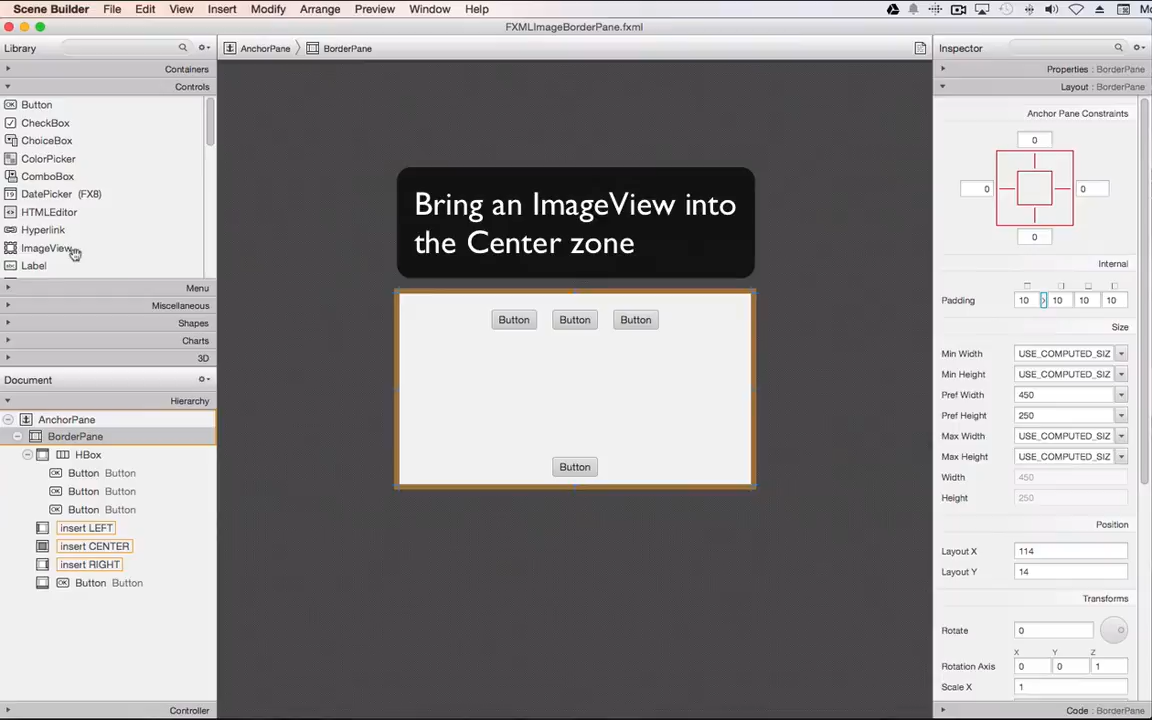 Scene Builder File Edit View Insert Modify Arrange Preview Window Help
FXMLImageBorderPane.fxml
Library
AnchorPane BorderPane
Inspector
Containers
Controls
Button
CheckBox
ChoiceBox
ColorPicker
ComboBox
DatePicker (FX8)
HTMLEditor
Hyperlink
ImageView
Label
Menu
Miscellaneous
Shapes
Charts
3D
Document
Hierarchy
AnchorPane
BorderPane
HBox
Button Button
Button Button
Button Button
insert LEFT
insert CENTER
insert RIGHT
Button Button
Controller
Bring an ImageView into
the Center zone
Button Button Button
Button
Properties : BorderPane
Layout : BorderPane
Anchor Pane Constraints
0
0 0
0
Internal
Padding 10 10 10 10
Size
Min Width USE_COMPUTED_SIZ
Min Height USE_COMPUTED_SIZ
Pref Width 450
Pref Height 250
Max Width USE_COMPUTED_SIZ
Max Height USE_COMPUTED_SIZ
Width 450
Height 250
Position
Layout X 114
Layout Y 14
Transforms
Rotate 0
X Y Z
Rotation Axis 0 0 1
Scale X 1
Code : BorderPane